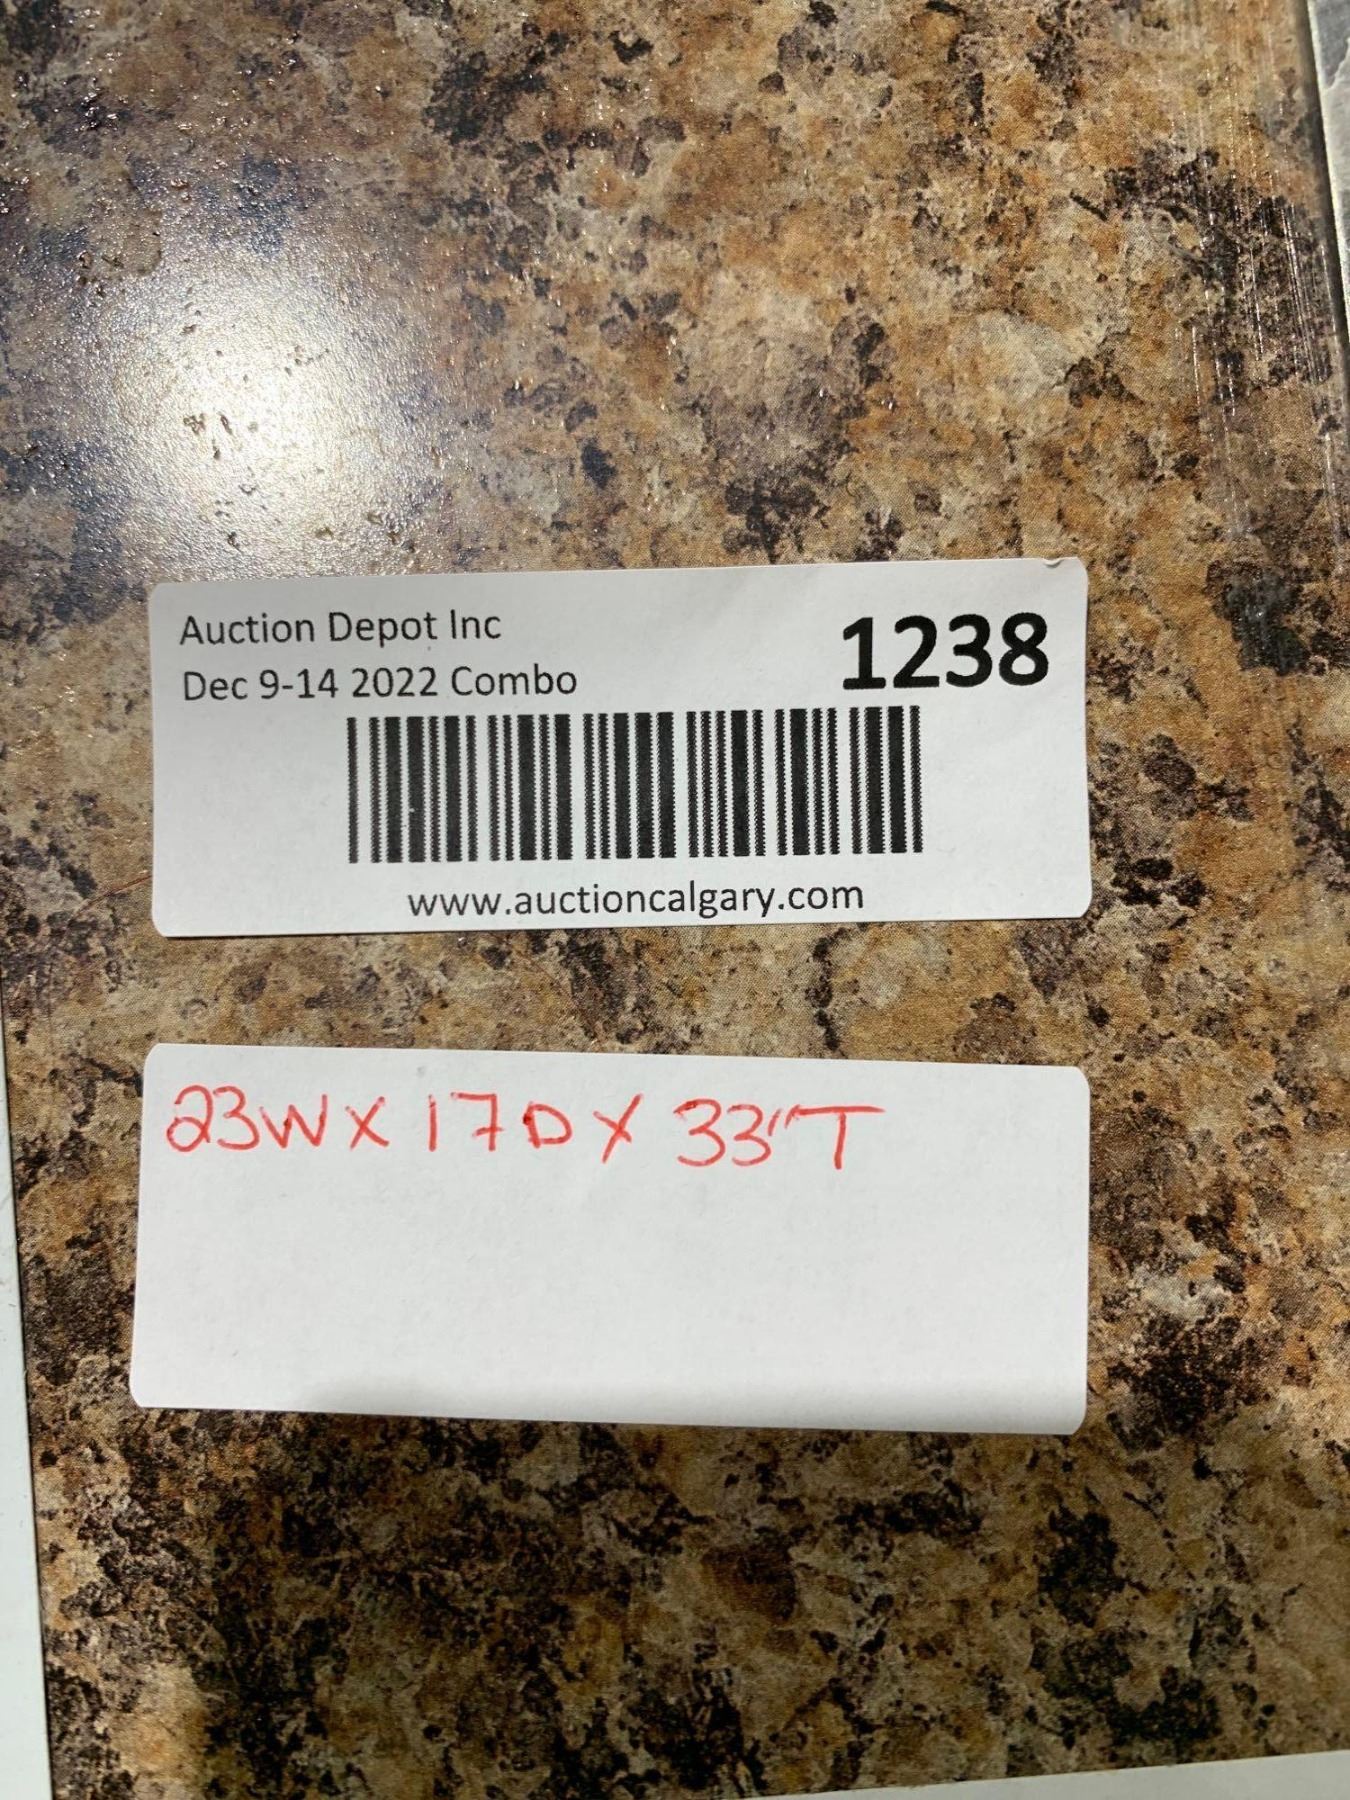 Auction Depot Inc
1238
Dec 9-14 2022 Combo
www.auctioncalgary.com
23W X 17D X 33"T